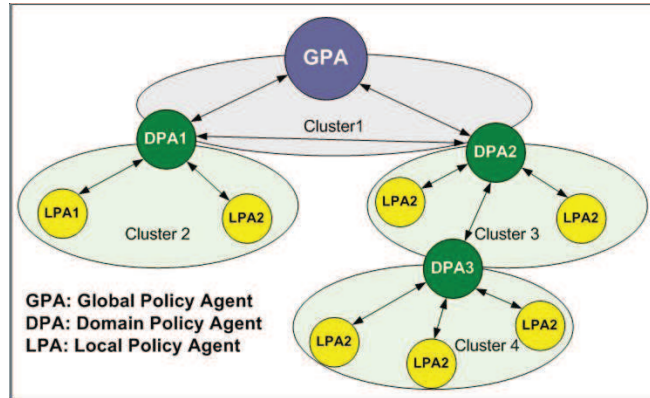 GPA
DPA1
Cluster1
DPA2
LPA1
LPA2
Cluster 2
LPA2
LPA2
Cluster 3
DPA3
GPA: Global Policy Agent
DPA: Domain Policy Agent
LPA: Local Policy Agent
LPA2
LPA2
LPA2
Cluster 4